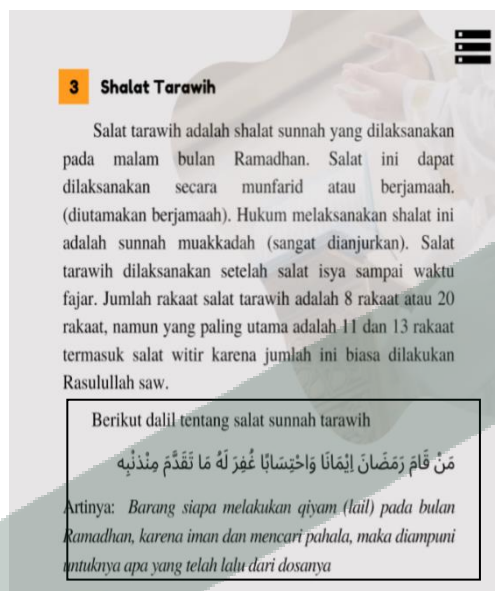 3 Shalat Tarawih
Salat tarawih adalah shalat sunnah yang dilaksanakan
pada malam bulan Ramadhan. Salat ini dapat
dilaksanakan secara munfarid atau berjamaah.
(diutamakan berjamaah). Hukum melaksanakan shalat ini
adalah sunnah muakkadah (sangat dianjurkan). Salat
tarawih dilaksanakan setelah salat isya sampai waktu
fajar. Jumlah rakaat salat tarawih adalah 8 rakaat atau 20
rakaat, namun yang paling utama adalah 11 dan 13 rakaat
termasuk salat witir karena jumlah ini biasa dilakukan
Rasulullah saw.
Berikut dalil tentang salat sunnah tarawih
مَنْ قَامَ رَمَضَانَ اِيْمَانَا وَاحْتِسَابًا غُفِرَ لَهُ مَا تَقَدَّمَ مِنْذنْبِه
Artinya: Barang siapa melakukan qiyam (lail) pada bulan
Ramadhan, karena iman dan mencari pahala, maka diampuni
untuknya apa yang telah lalu dari dosanya